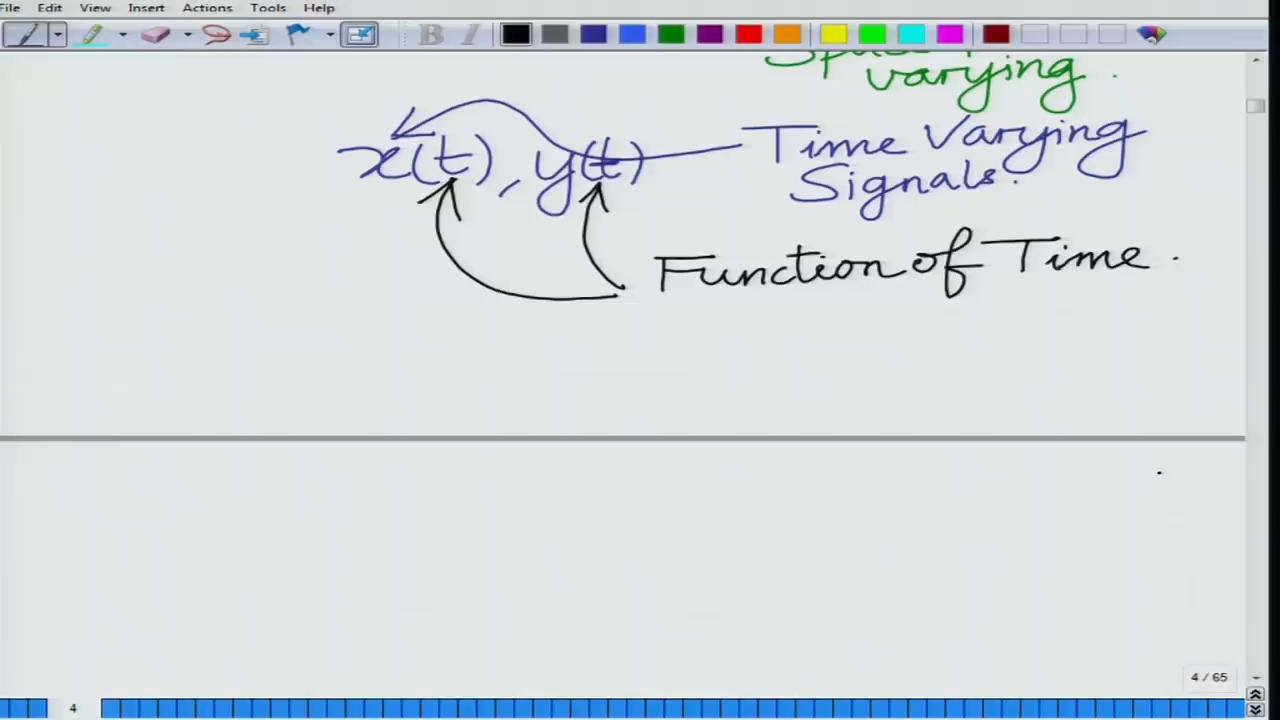 File Edit View Insert Actions Tools Help
B I
varying .
x(t), y(t) Time Varying
Signals.
Function of Time .
4 / 65
4